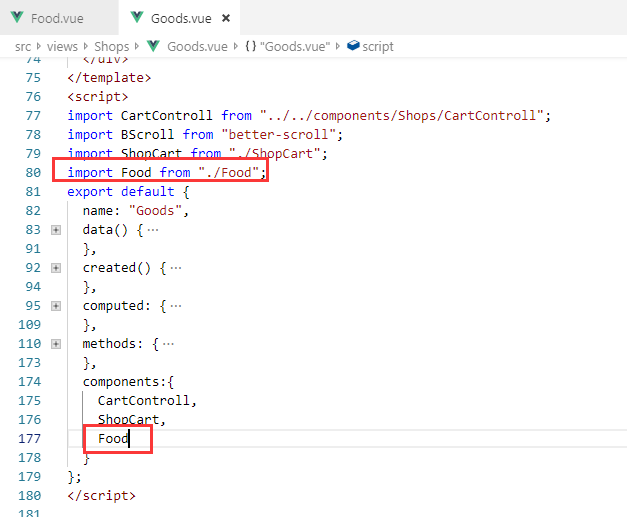 Food.vue
Goods.vue ×
src > views > Shops > Goods.vue > {} "Goods.vue" > script
74 </div>
75 </template>
76 <script>
77 import CartControll from "../../components/Shops/CartControll";
78 import BScroll from "better-scroll";
79 import ShopCart from "./ShopCart";
80 import Food from "./Food";
81 export default {
82 name: "Goods",
83 data() {···
91 },
92 created() {···
94 },
95 computed: {···
109 },
110 methods: {···
173 },
174 components:{
175 CartControll,
176 ShopCart,
177 Food
178 }
179 };
180 </script>
181